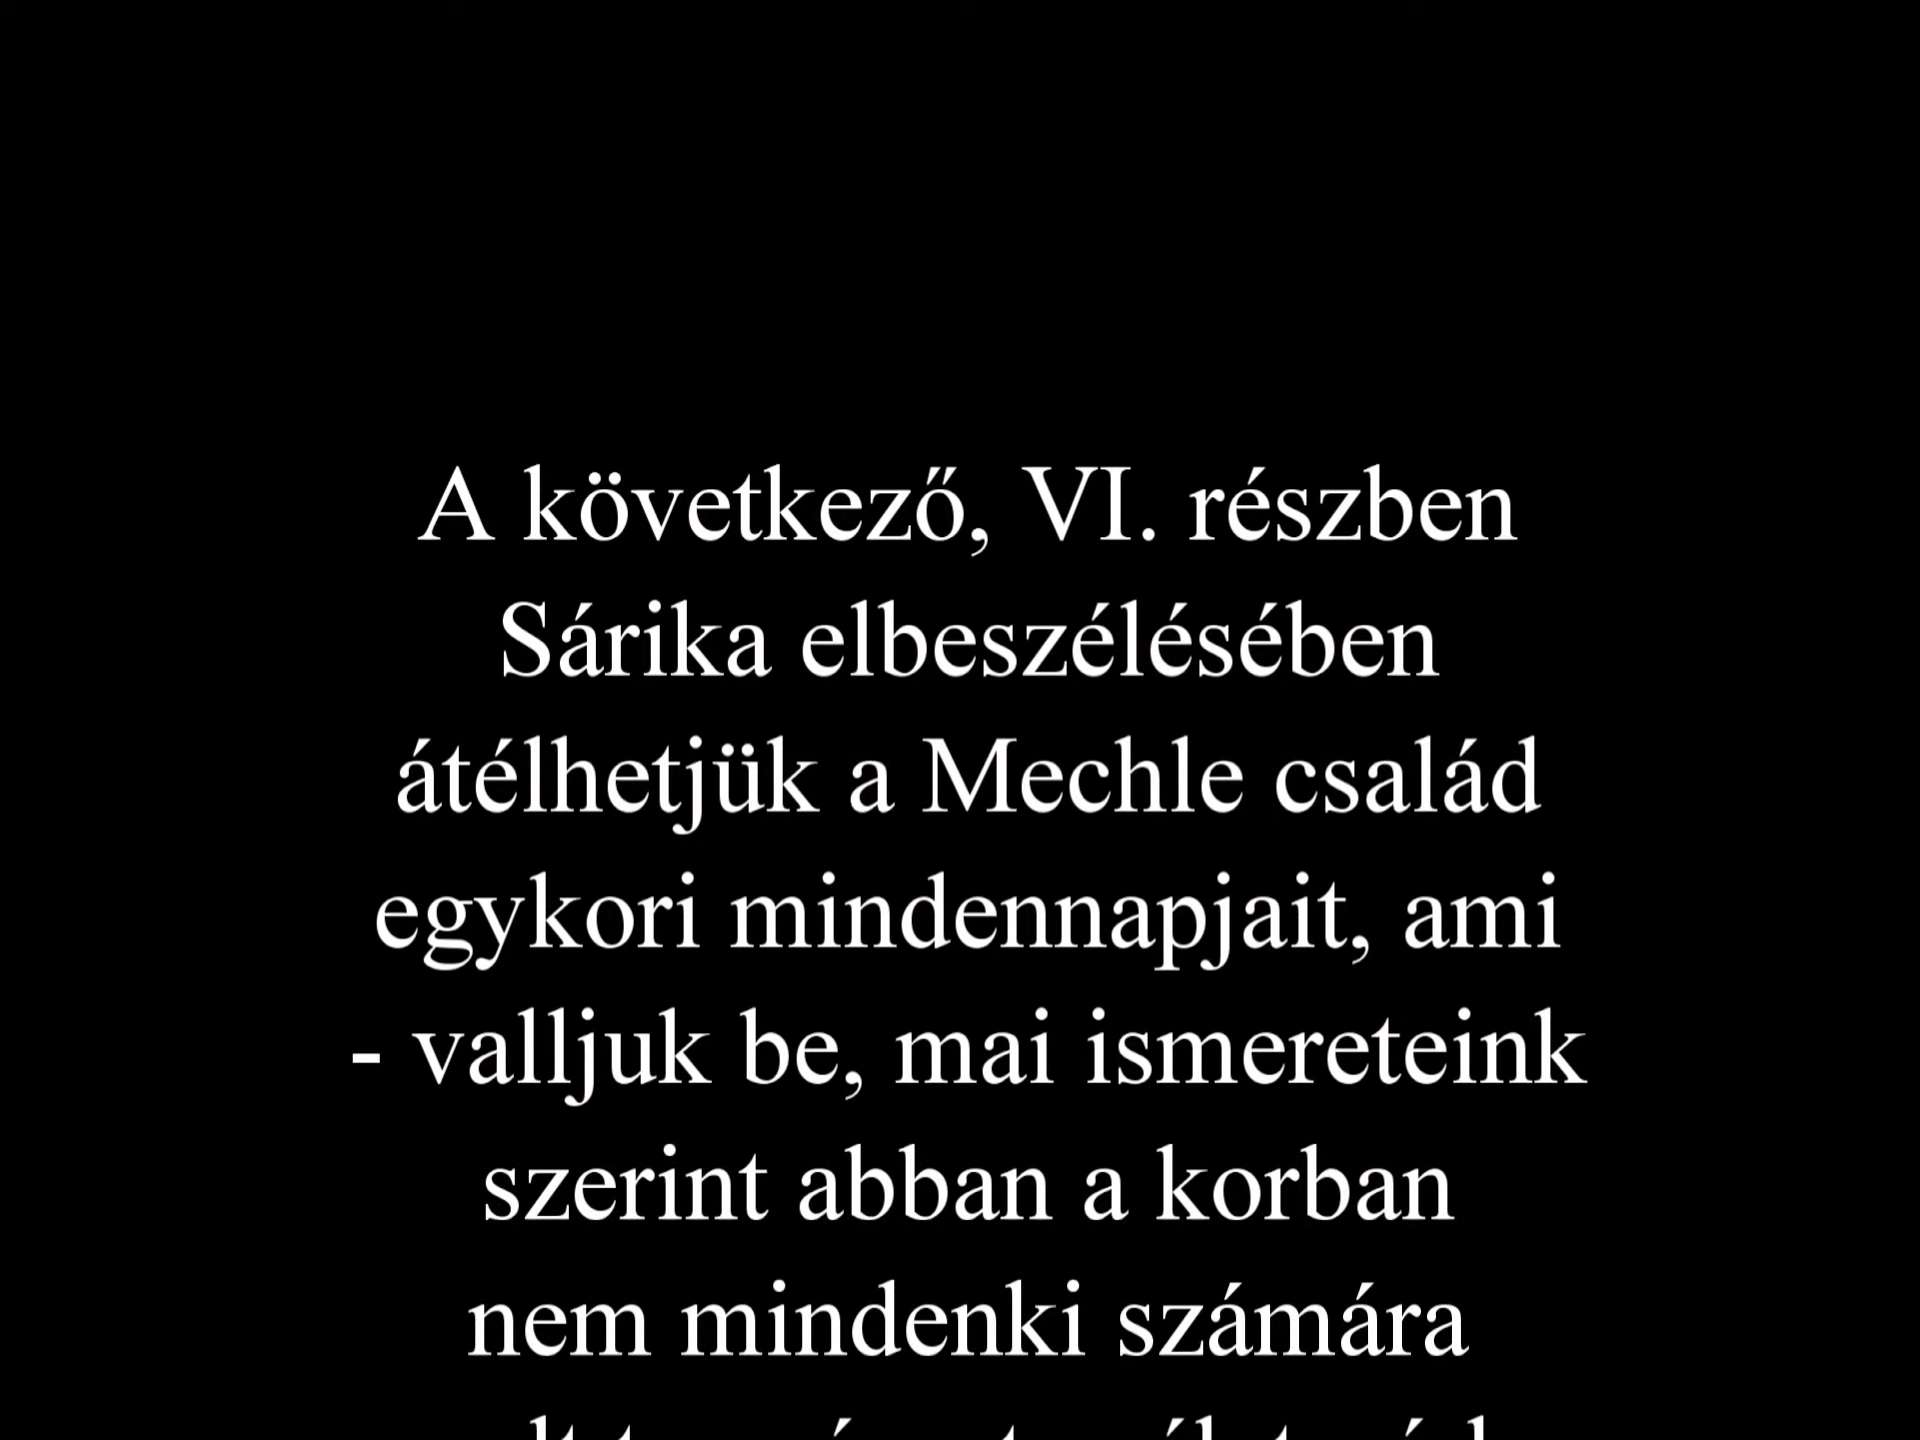 A következő, VI. részben
Sárika elbeszélésében
átélhetjük a Mechle család
egykori mindennapjait, ami
- valljuk be, mai ismereteink
szerint abban a korban
nem mindenki számára